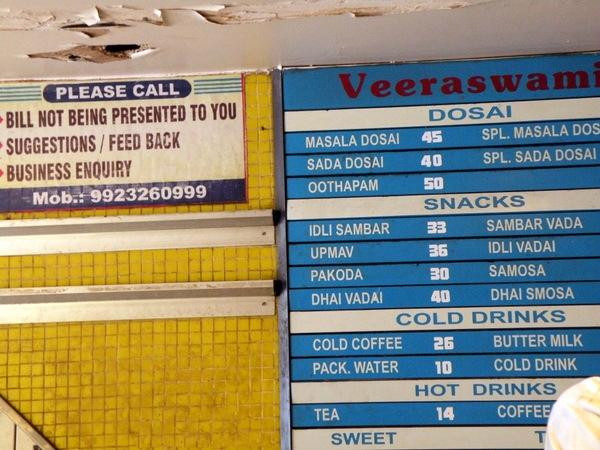 PLEASE CALL
BILL NOT BEING PRESENTED TO YOU
SUGGESTIONS / FEED BACK
BUSINESS ENQUIRY
Mob.: 9923260999
Veeraswami
DOSAI
MASALA DOSAI 45 SPL. MASALA DOS
SADA DOSAI 40 SPL. SADA DOSAI
OOTHAPAM 50
SNACKS
IDLI SAMBAR 33 SAMBAR VADA
UPMAV 36 IDLI VADAI
PAKODA 30 SAMOSA
DHAI VADAI 40 DHAI SMOSA
COLD DRINKS
COLD COFFEE 26 BUTTER MILK
PACK. WATER 10 COLD DRINK
HOT DRINKS
TEA 14 COFFEE
SWEET T